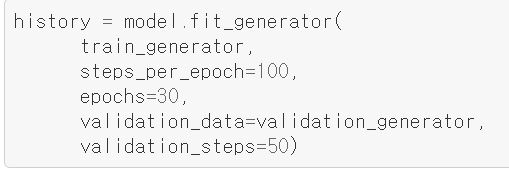 history = model.fit_generator(
      train_generator,
      steps_per_epoch=100,
      epochs=30,
      validation_data=validation_generator,
      validation_steps=50)